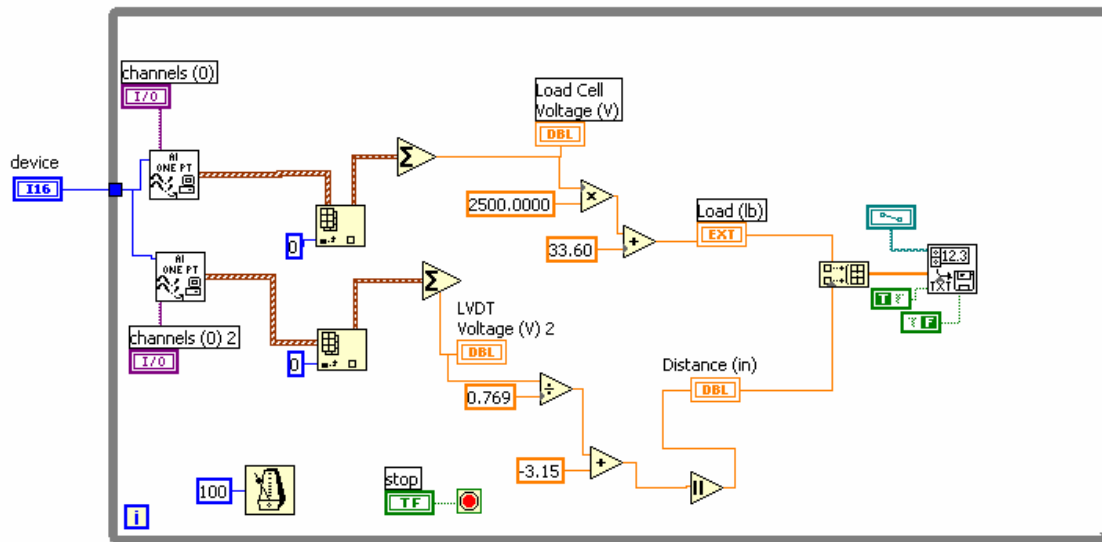 channels (0)
I/O
device
I16
AI
ONE PT
0
Load Cell
Voltage (V)
DBL
2500.0000
33.60
Load (lb)
EXT
12.3
TXT
T
F
AI
ONE PT
channels (0) 2
I/O
0
LVDT
Voltage (V) 2
DBL
0.769
Distance (in)
DBL
-3.15
100
stop
TF
i